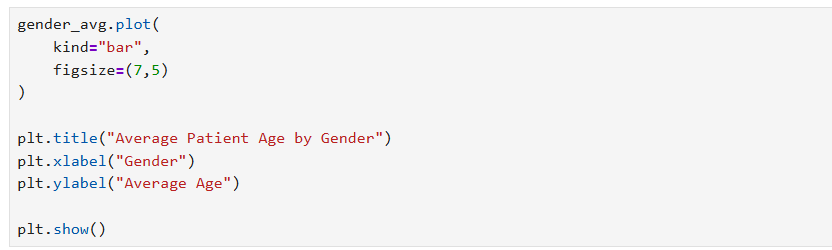 gender_avg.plot(
    kind="bar",
    figsize=(7,5)
)
plt.title("Average Patient Age by Gender")
plt.xlabel("Gender")
plt.ylabel("Average Age")
plt.show()